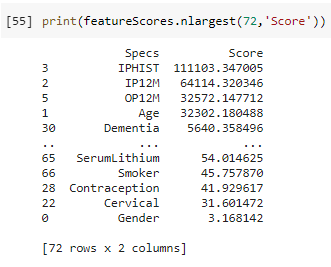 [55] print(featureScores.nlargest(72,'Score'))
Specs Score
3 IPHIST 111103.347005
2 IP12M 64114.320346
5 OP12M 32572.147712
1 Age 32302.180488
30 Dementia 5640.358496
.. ... ...
65 SerumLithium 54.014625
66 Smoker 45.757870
28 Contraception 41.929617
22 Cervical 31.601472
0 Gender 3.168142
[72 rows x 2 columns]